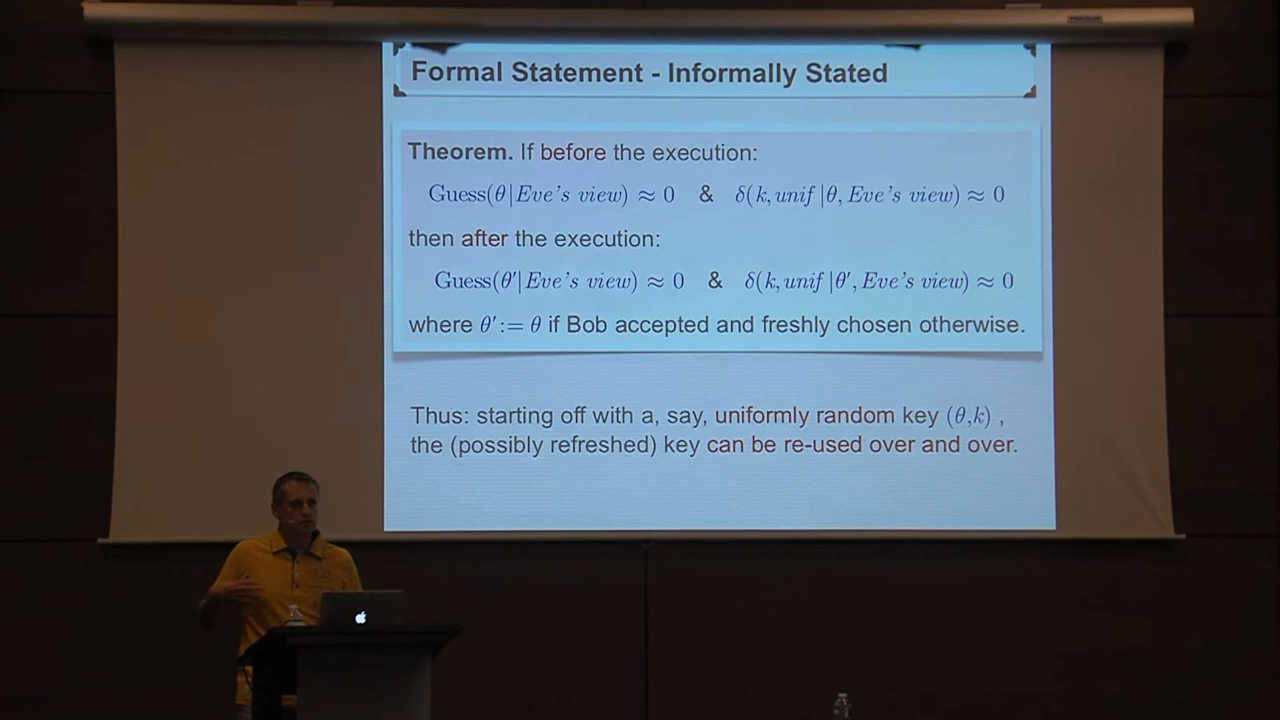 Formal Statement - Informally Stated
Theorem. If before the execution:
Guess(θ|Eve's view) ≈ 0 & δ(k, unif |θ, Eve's view) ≈ 0
then after the execution:
Guess(θ′|Eve's view) ≈ 0 & δ(k, unif |θ′, Eve's view) ≈ 0
where θ′ := θ if Bob accepted and freshly chosen otherwise.
Thus: starting off with a, say, uniformly random key (θ,k) ,
the (possibly refreshed) key can be re-used over and over.